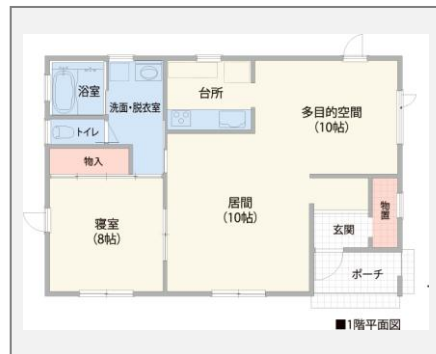 浴室
洗面・脱衣室
台所
多目的空間
(10帖)
トイレ
物入
寝室
(8帖)
居間
(10帖)
玄関
物置
ポーチ
■1階平面図